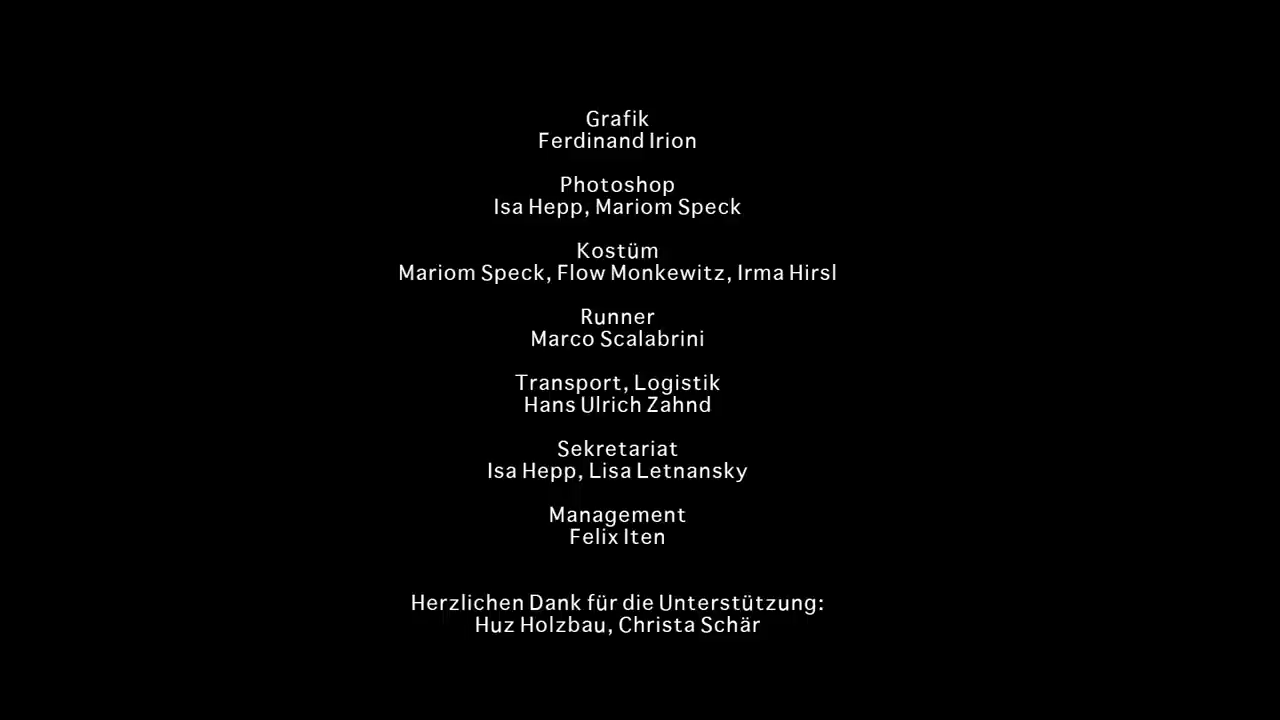 Grafik
Ferdinand Irion
Photoshop
Isa Hepp, Mariom Speck
Kostüm
Mariom Speck, Flow Monkewitz, Irma Hirsl
Runner
Marco Scalabrini
Transport, Logistik
Hans Ulrich Zahnd
Sekretariat
Isa Hepp, Lisa Letnansky
Management
Felix Iten
Herzlichen Dank für die Unterstützung:
Huz Holzbau, Christa Schär